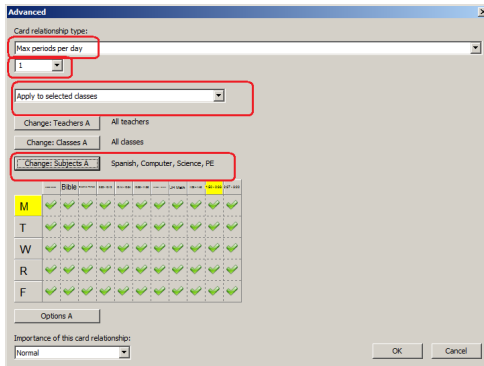 Advanced
Card relationship type:
Max periods per day
1
Apply to selected classes
Change: Teachers A All teachers
Change: Classes A All classes
Change: Subjects A Spanish, Computer, Science, PE
Bible
M
T
W
R
F
Options A
Importance of this card relationship:
Normal
OK Cancel